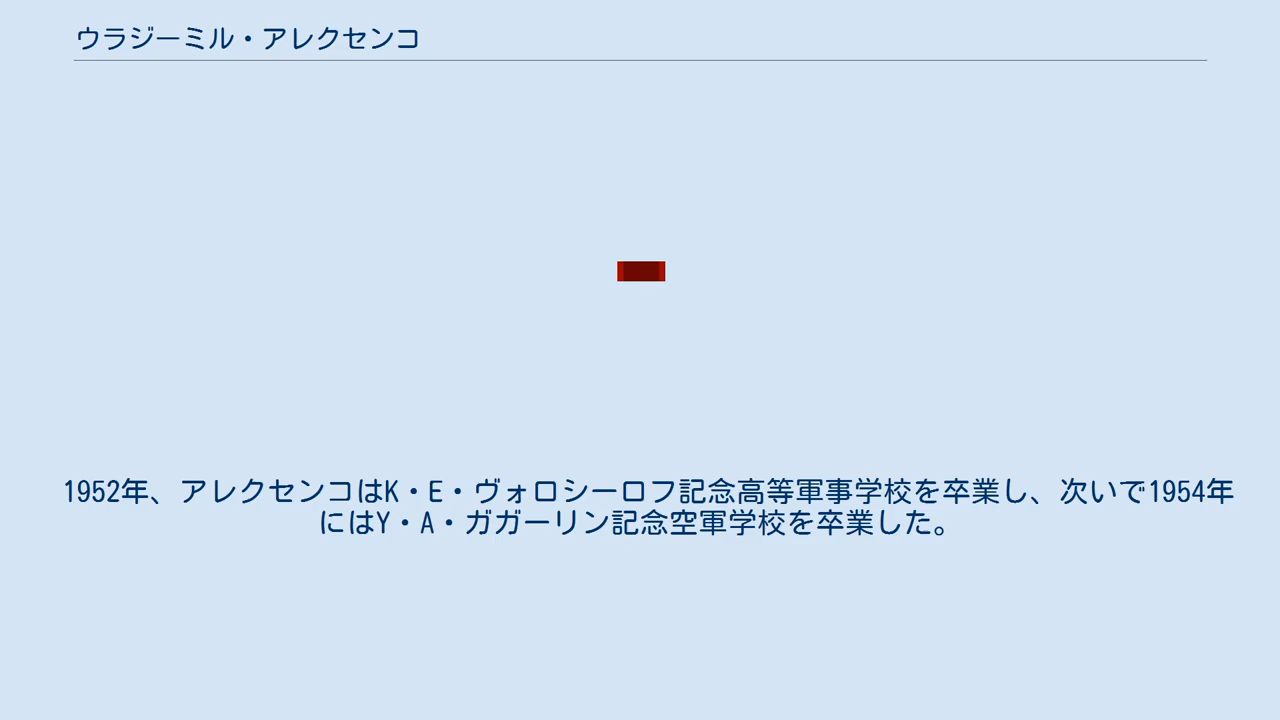 ウラジーミル・アレクセンコ
1952年、アレクセンコはK・E・ヴォロシーロフ記念高等軍事学校を卒業し、次いで1954年
にはY・A・ガガーリン記念空軍学校を卒業した。